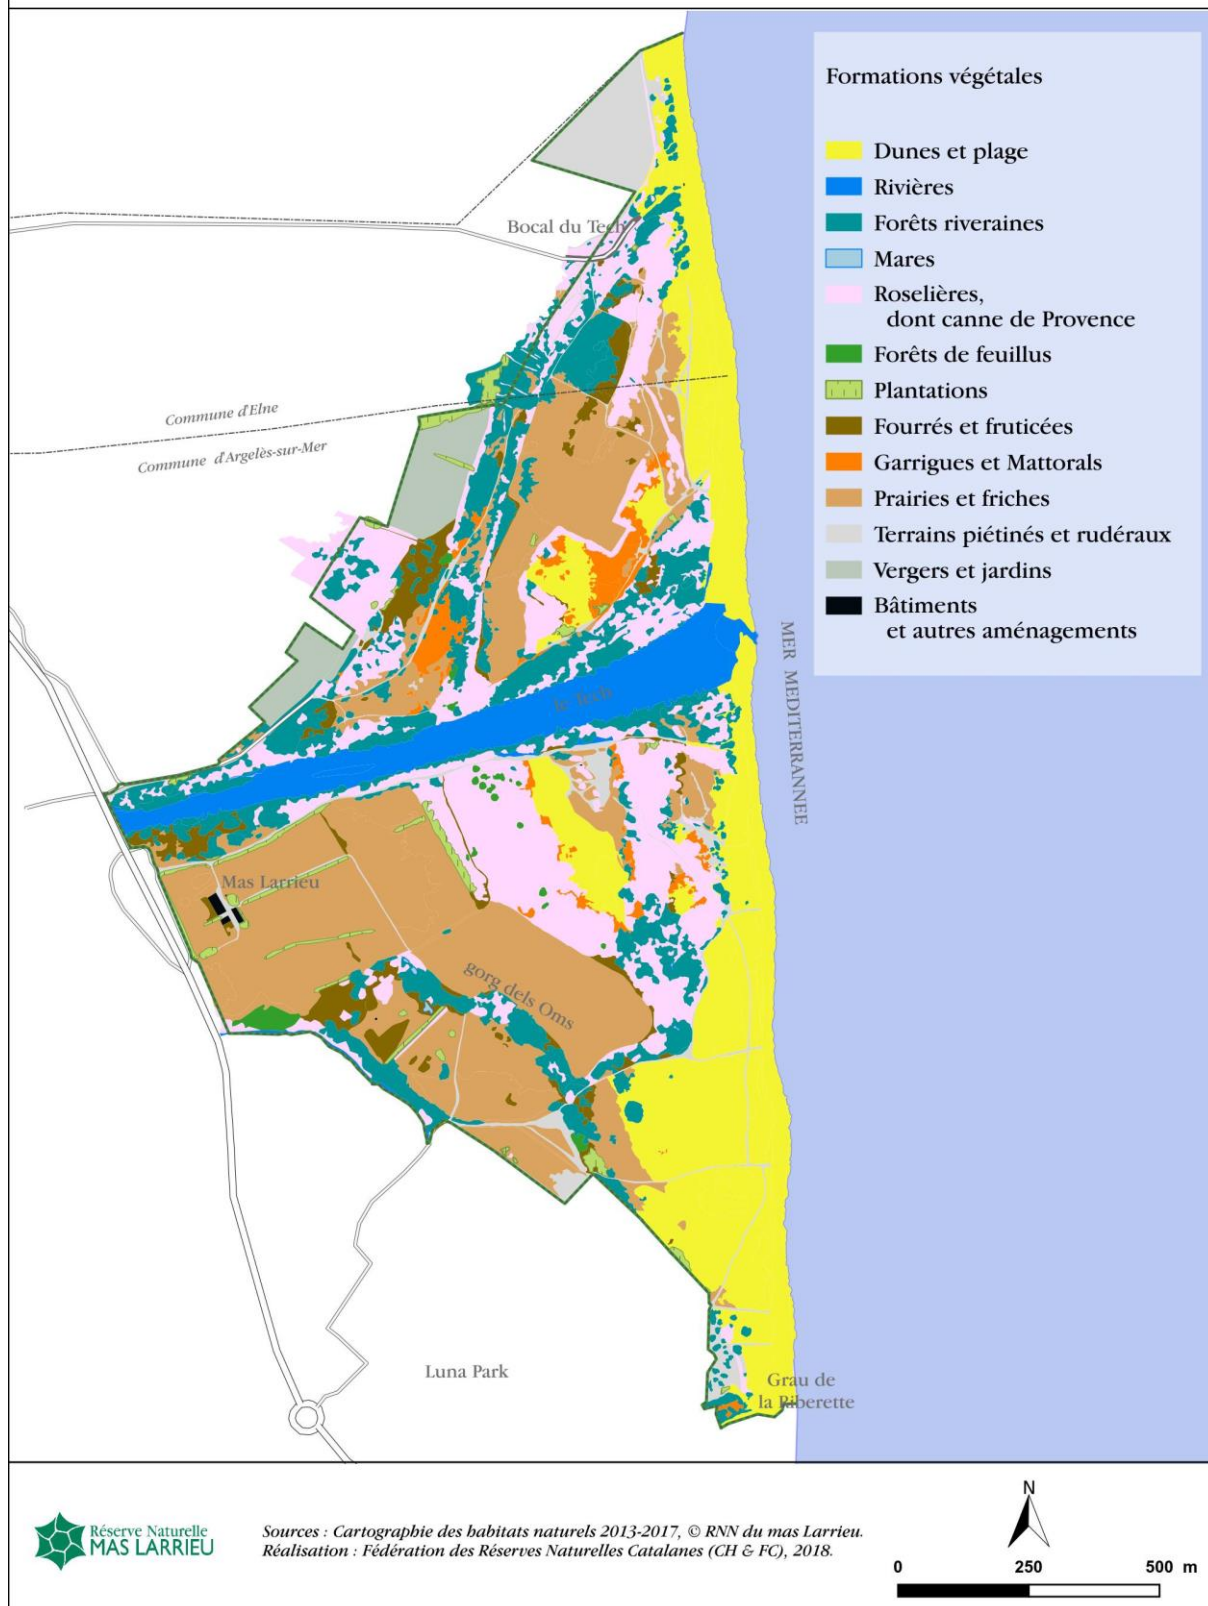 Formations végétales
Dunes et plage
Rivières
Forêts riveraines
Mares
Roselières,
dont canne de Provence
Forêts de feuillus
Plantations
Fourrés et fruticées
Garrigues et Mattorals
Prairies et friches
Terrains piétinés et rudéraux
Vergers et jardins
Bâtiments
et autres aménagements
Bocal du Tech
Commune d'Elne
Commune d'Argelès-sur-Mer
le Tech
MER MEDITERRANNEE
Mas Larrieu
gorg dels Oms
Luna Park
Grau de
la Riberette
Réserve Naturelle
MAS LARRIEU
Sources : Cartographie des habitats naturels 2013-2017, © RNN du mas Larrieu.
Réalisation : Fédération des Réserves Naturelles Catalanes (CH & FC), 2018.
N
0 250 500 m